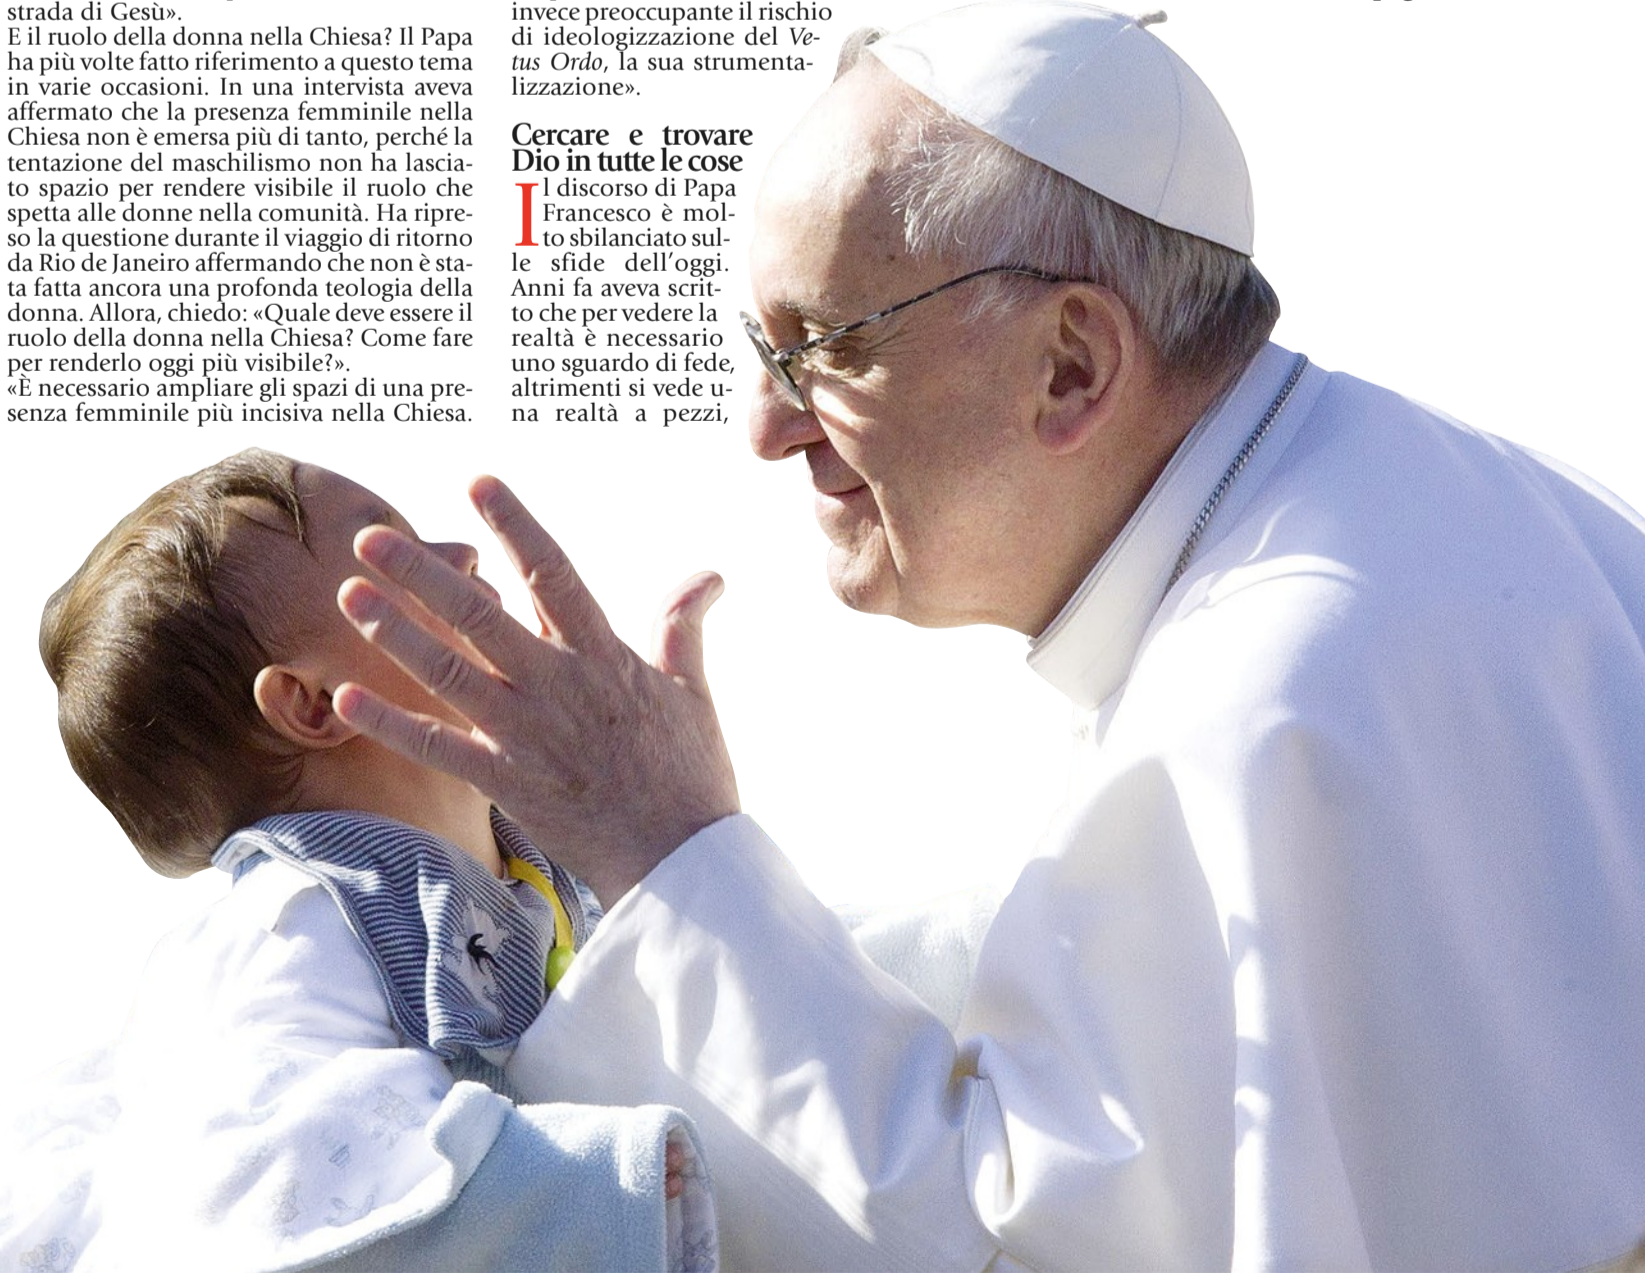 strada di Gesù».
E il ruolo della donna nella Chiesa? Il Papa
ha più volte fatto riferimento a questo tema
in varie occasioni. In una intervista aveva
affermato che la presenza femminile nella
Chiesa non è emersa più di tanto, perché la
tentazione del maschilismo non ha lascia-
to spazio per rendere visibile il ruolo che
spetta alle donne nella comunità. Ha ripre-
so la questione durante il viaggio di ritorno
da Rio de Janeiro affermando che non è sta-
ta fatta ancora una profonda teologia della
donna. Allora, chiedo: «Quale deve essere il
ruolo della donna nella Chiesa? Come fare
per renderlo oggi più visibile?».
«È necessario ampliare gli spazi di una pre-
senza femminile più incisiva nella Chiesa.
invece preoccupante il rischio
di ideologizzazione del Ve-
tus Ordo, la sua strumenta-
lizzazione».
Cercare e trovare
Dio in tutte le cose
Il discorso di Papa
Francesco è mol-
to sbilanciato sul-
le sfide dell'oggi.
Anni fa aveva scrit-
to che per vedere la
realtà è necessario
uno sguardo di fede,
altrimenti si vede u-
na realtà a pezzi,